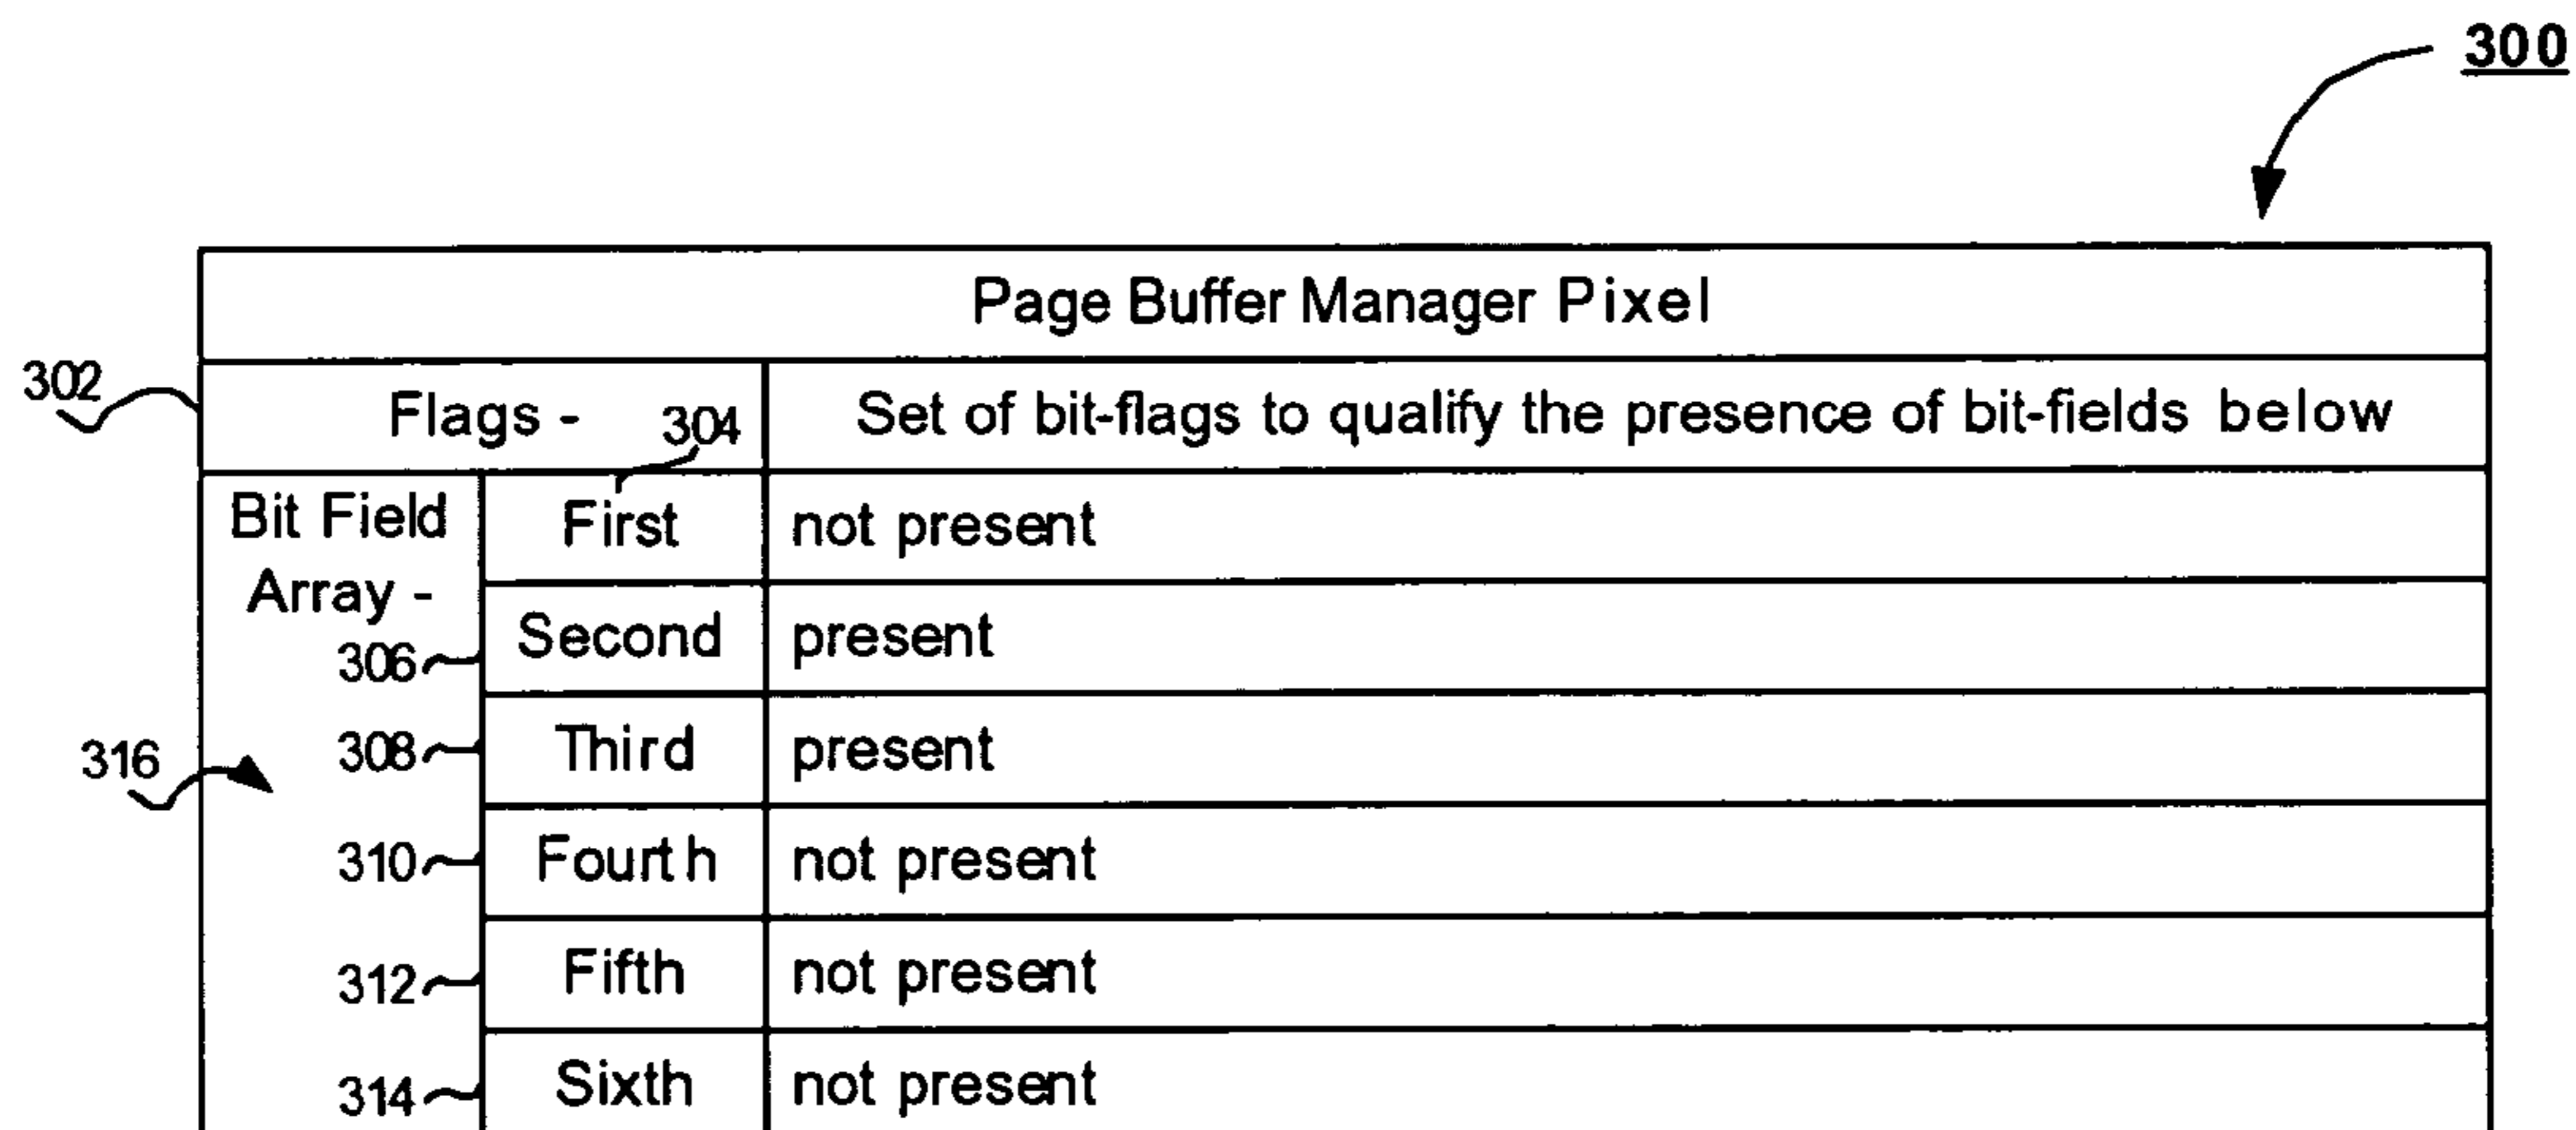 300
Page Buffer Manager Pixel
302
Flags -
304
Set of bit-flags to qualify the presence of bit-fields below
Bit Field
Array -
First
not present
306
Second
present
316
308
Third
present
310
Fourth
not present
312
Fifth
not present
314
Sixth
not present